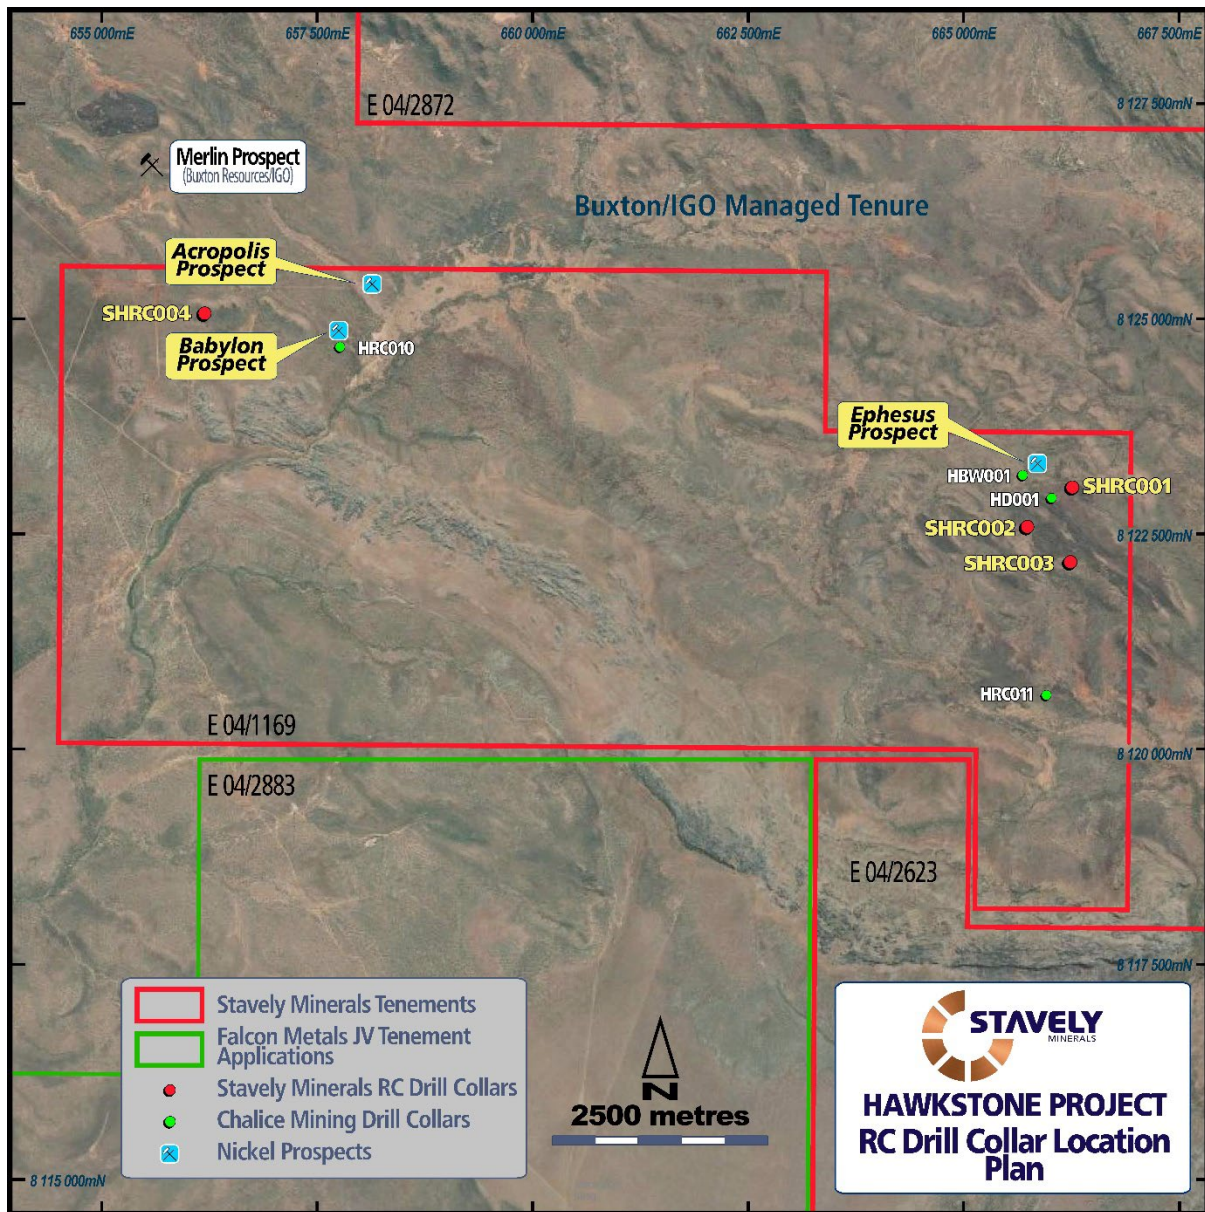 655 000mE
657 500mE
660 000mE
662 500mE
665 000mE
667 500mE
E 04/2872
8 127 500mN
Merlin Prospect
(Buxton Resources/IGO)
Buxton/IGO Managed Tenure
Acropolis
Prospect
SHRC004
8 125 000mN
Babylon
Prospect
HRC010
Ephesus
Prospect
HBW001
SHRC001
HD001
SHRC002
8 122 500mN
SHRC003
HRC011
E 04/1169
8 120 000mN
E 04/2883
E 04/2623
8 117 500mN
Stavely Minerals Tenements
Falcon Metals JV Tenement
Applications
Stavely Minerals RC Drill Collars
Chalice Mining Drill Collars
Nickel Prospects
N
2500 metres
STAVELY
MINERALS
HAWKSTONE PROJECT
RC Drill Collar Location
Plan
8 115 000mN